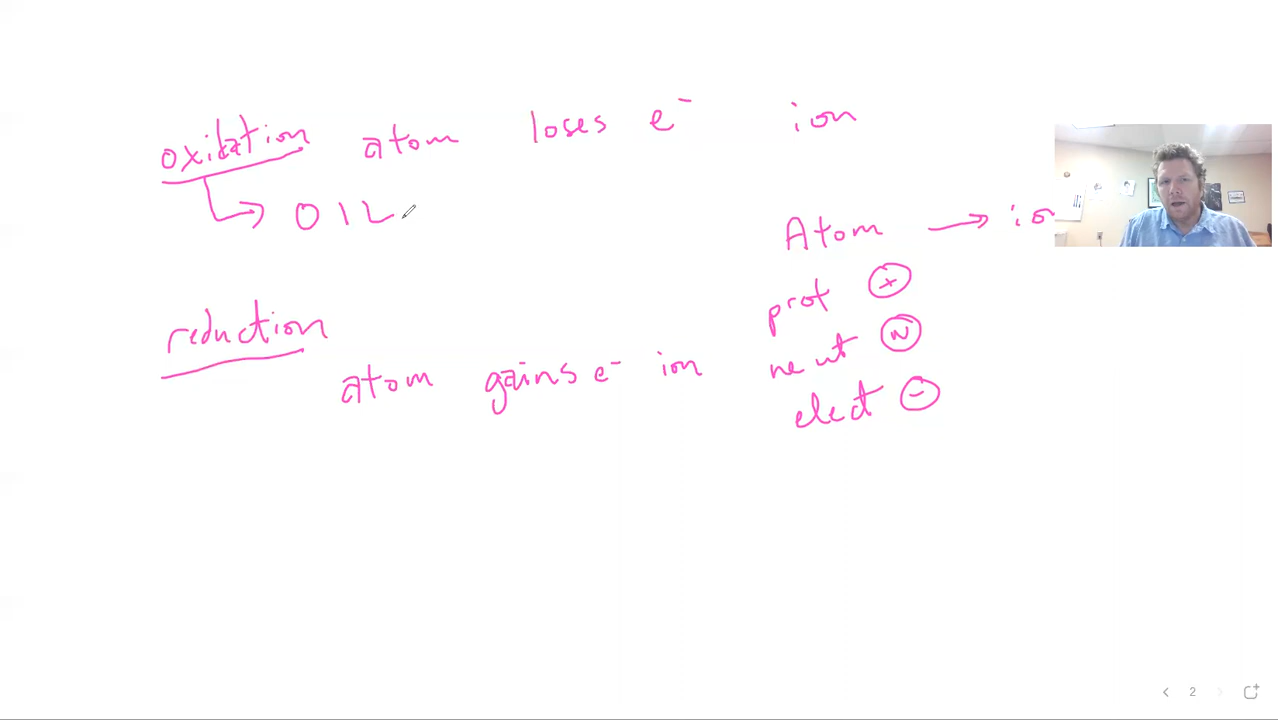 oxidation atom loses e⁻ ion
OIL
Atom → ion
prot +
reduction
neut N
atom gains e⁻ ion
elect -
2